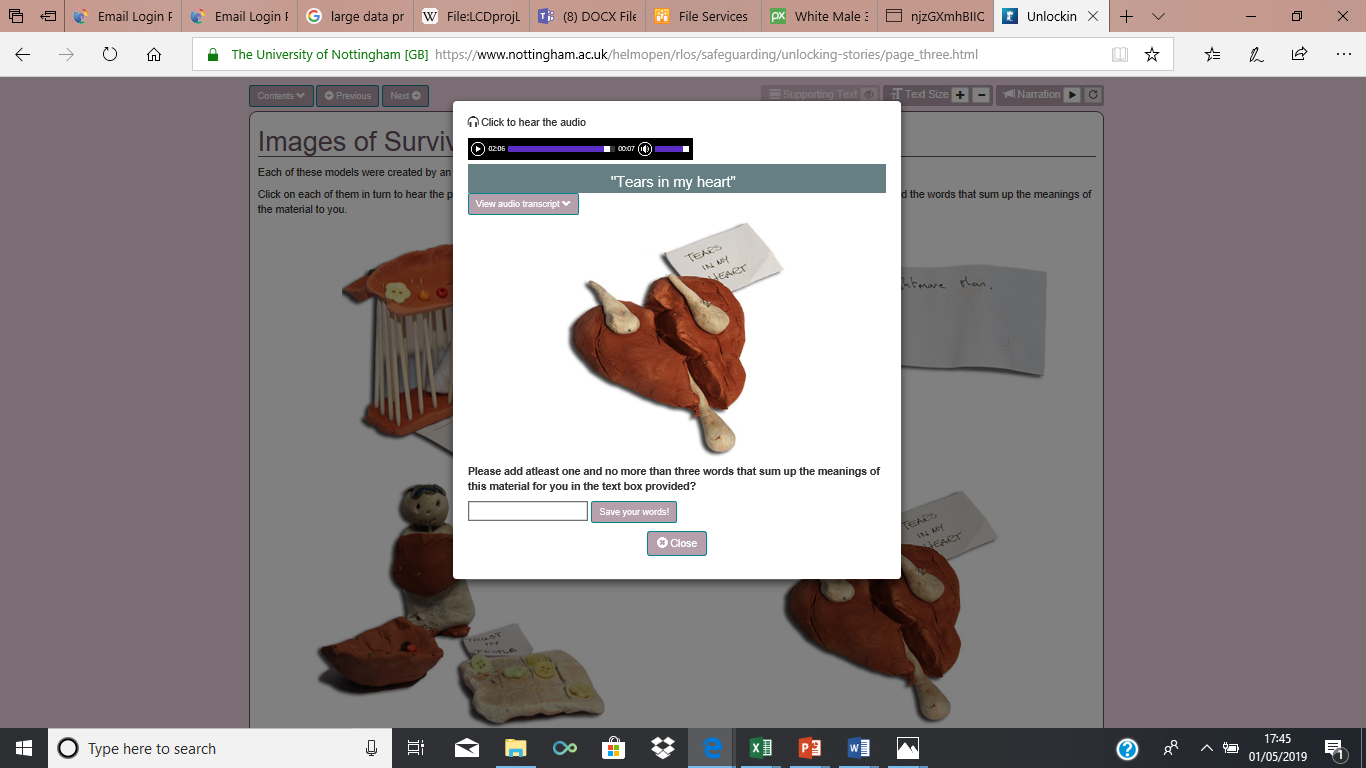 Email Login P
Email Login P
large data pr
File:LCDprojL
(8) DOCX File
File Services
White Male 3
njzGXmhBIIC
Unlockin
The University of Nottingham [GB] https://www.nottingham.ac.uk/helmopen/rlos/safeguarding/unlocking-stories/page_three.html
Contents
Previous
Next
Supporting Text
Text Size
Narration
Images of Surviv
Each of these models were created by an
Click on each of them in turn to hear the p
d the words that sum up the meanings of
the material to you.
Click to hear the audio
02:06
00:07
"Tears in my heart"
View audio transcript
TEARS
IN MY
HEART
Please add atleast one and no more than three words that sum up the meanings of
this material for you in the text box provided?
Save your words!
Close
htmare Man.
TEARS
IN MY
HEART
TRUST
IN
PEOPLE
Type here to search
17:45
01/05/2019